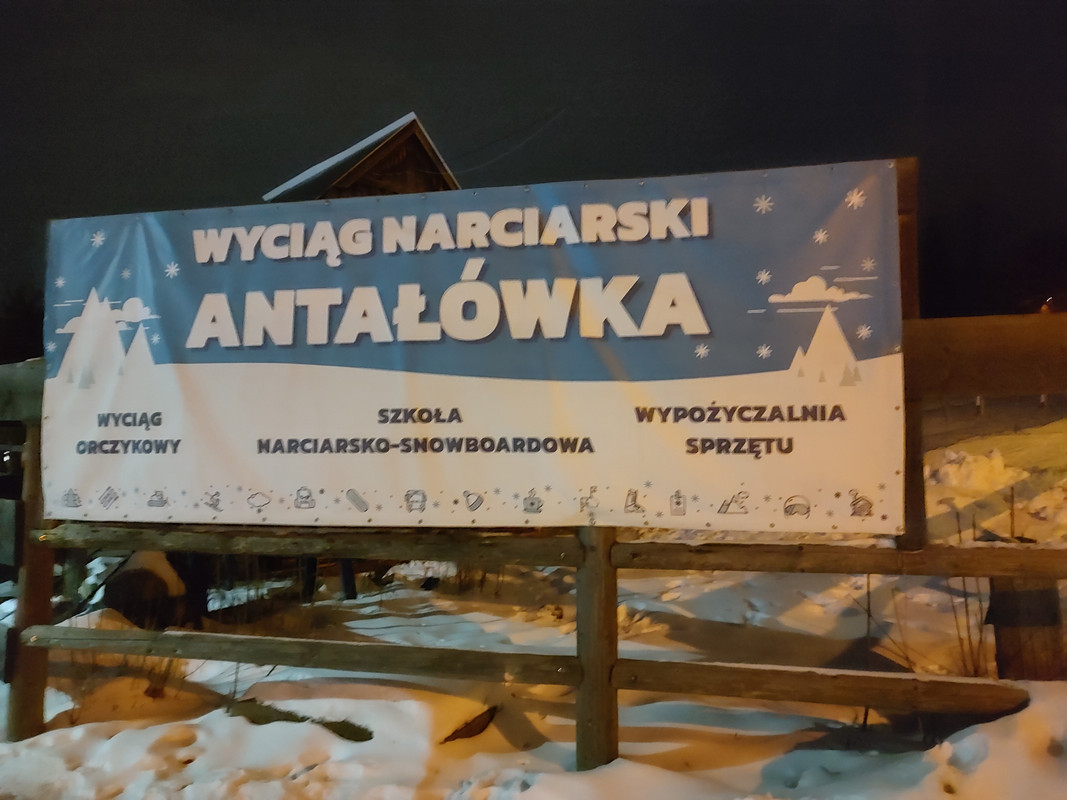 WYCIĄG NARCIARSKI
ANTAŁÓWKA
WYCIĄG
ORCZYKOWY
SZKOŁA
NARCIARSKO-SNOWBOARDOWA
WYPOŻYCZALNIA
SPRZĘTU